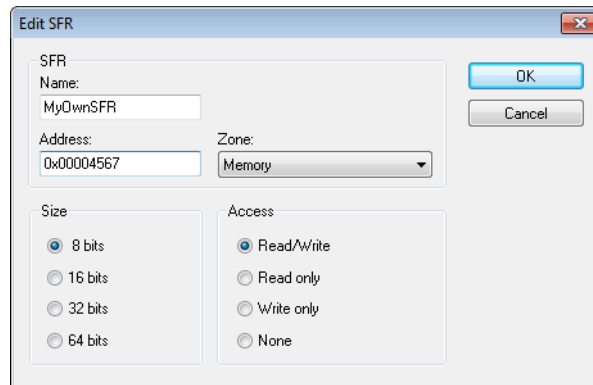 Edit SFR
SFR
Name:
MyOwnSFR
Address:
0x00004567
Zone:
Memory
OK
Cancel
Size
8 bits
16 bits
32 bits
64 bits
Access
Read/Write
Read only
Write only
None